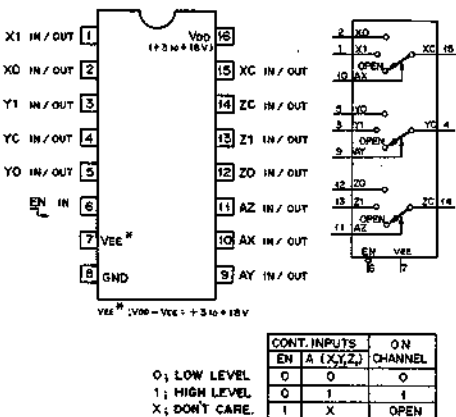 X1 IN/OUT 1
X0 IN/OUT 2
Y1 IN/OUT 3
YC IN/OUT 4
Y0 IN/OUT 5
EN IN 6
7 VEE*
8 GND
VDD 16
(+3 to +18V)
15 XC IN/OUT
14 ZC IN/OUT
13 Z1 IN/OUT
12 Z0 IN/OUT
11 AZ IN/OUT
10 AX IN/OUT
9 AY IN/OUT
VEE* ; VDD - VEE = +3 to +18V
2 X0
1 X1 XC 15
OPEN
10 AX
5 Y0
3 Y1 YC 4
OPEN
9 AY
12 Z0
13 Z1 ZC 14
OPEN
11 AZ
EN VEE
6 7
CONT. INPUTS ON
EN A (X,Y,Z,) CHANNEL
0 0 0
0 1 1
1 X OPEN
0; LOW LEVEL
1; HIGH LEVEL
X; DON'T CARE.